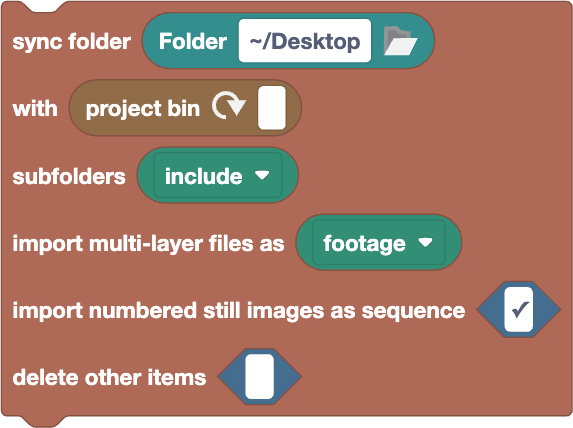 sync folder Folder ~/Desktop
with project bin
subfolders include
import multi-layer files as footage
import numbered still images as sequence ✓
delete other items